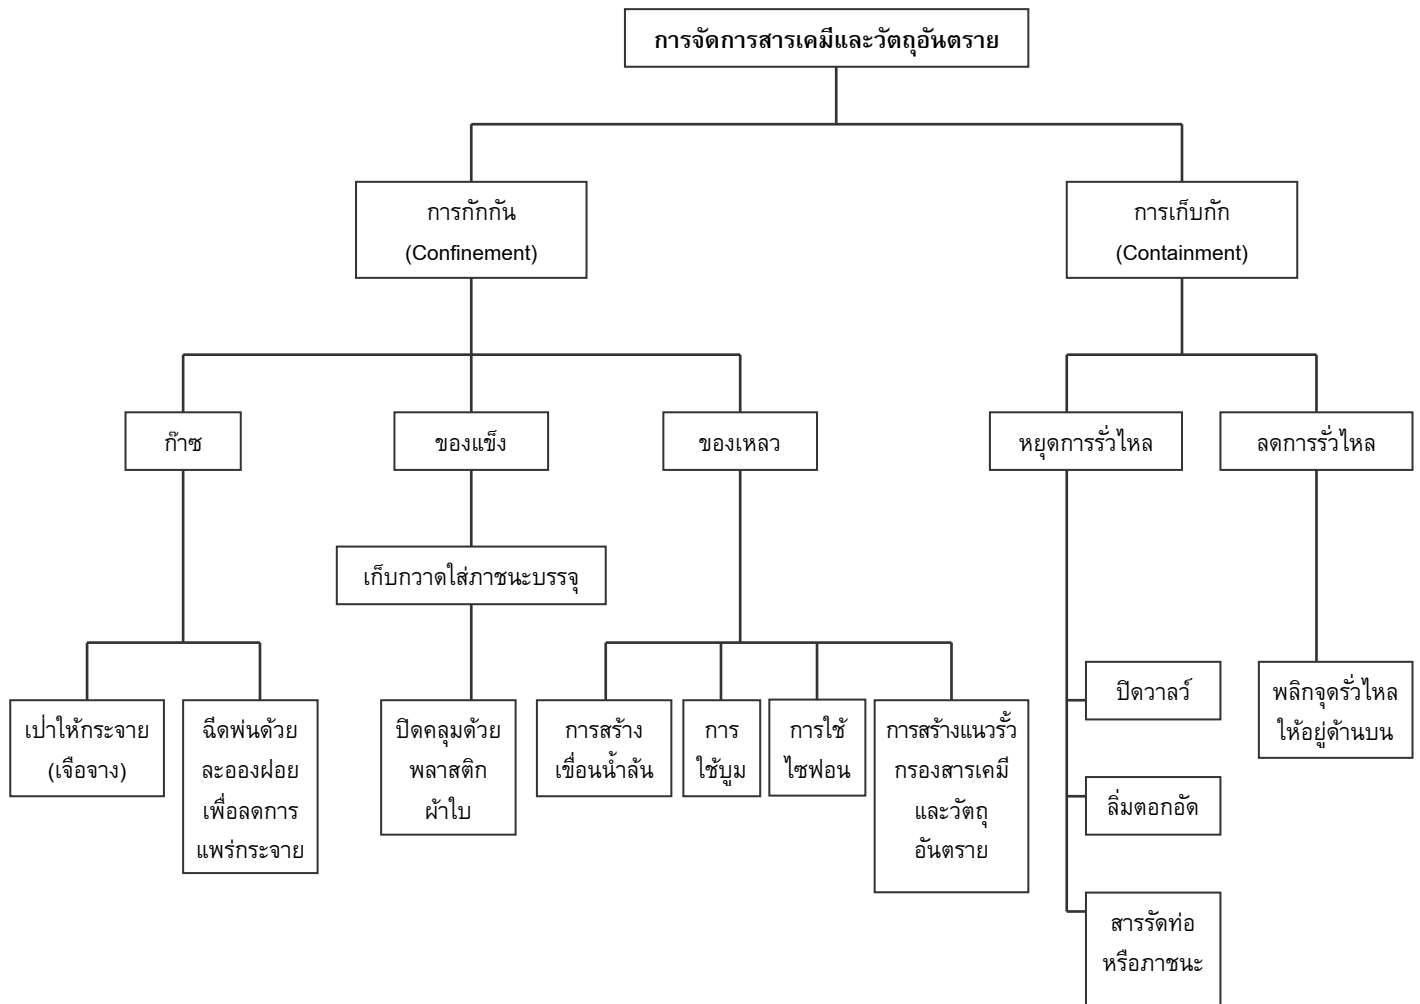 การจัดการสารเคมีและวัตถุอันตราย
การกักกัน
(Confinement)
การเก็บกัก
(Containment)
ก๊าซ
ของแข็ง
ของเหลว
หยุดการรั่วไหล
ลดการรั่วไหล
เก็บกวาดใส่ภาชนะบรรจุ
เป่าให้กระจาย
(เจือจาง)
ฉีดพ่นด้วย
ละอองฝอย
เพื่อลดการ
แพร่กระจาย
ปิดคลุมด้วย
พลาสติก
ผ้าใบ
การสร้าง
เขื่อนน้ำล้น
การ
ใช้บูม
การใช้
ไซฟอน
การสร้างแนวรั้ว
กรองสารเคมี
และวัตถุ
อันตราย
ปิดวาลว์
ลิ่มตอกอัด
สารรัดท่อ
หรือภาชนะ
พลิกจุดรั่วไหล
ให้อยู่ด้านบน